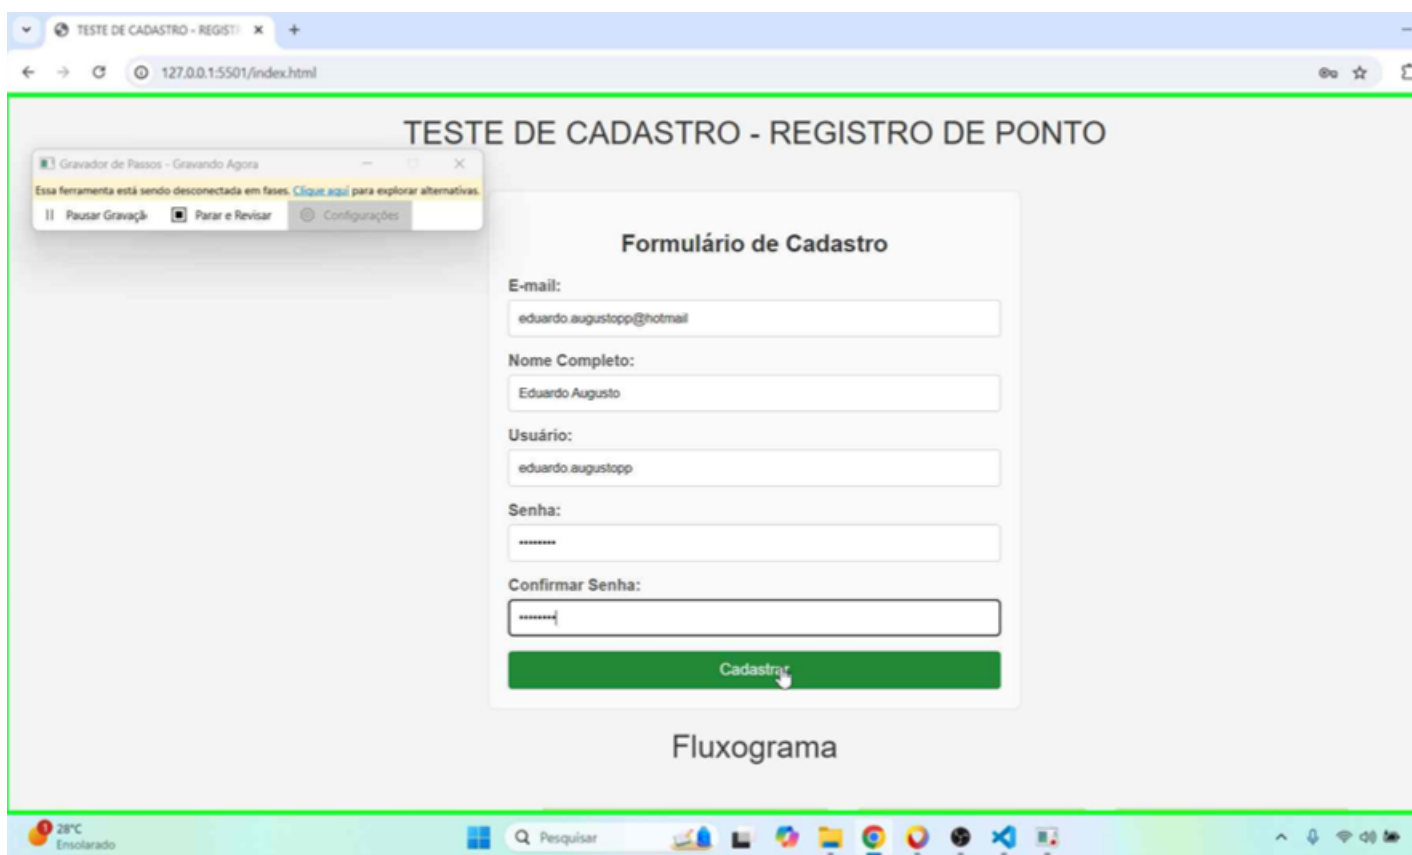 TESTE DE CADASTRO - REGISTR
127.0.0.1:5501/index.html
TESTE DE CADASTRO - REGISTRO DE PONTO
Gravador de Passos - Gravando Agora
Essa ferramenta está sendo desconectada em fases. Clique aqui para explorar alternativas.
Pausar Gravaçã Parar e Revisar Configurações
Formulário de Cadastro
E-mail:
eduardo.augustopp@hotmail
Nome Completo:
Eduardo Augusto
Usuário:
eduardo.augustopp
Senha:
••••••••
Confirmar Senha:
••••••••
Cadastrar
Fluxograma
1
28°C
Ensolarado
Pesquisar